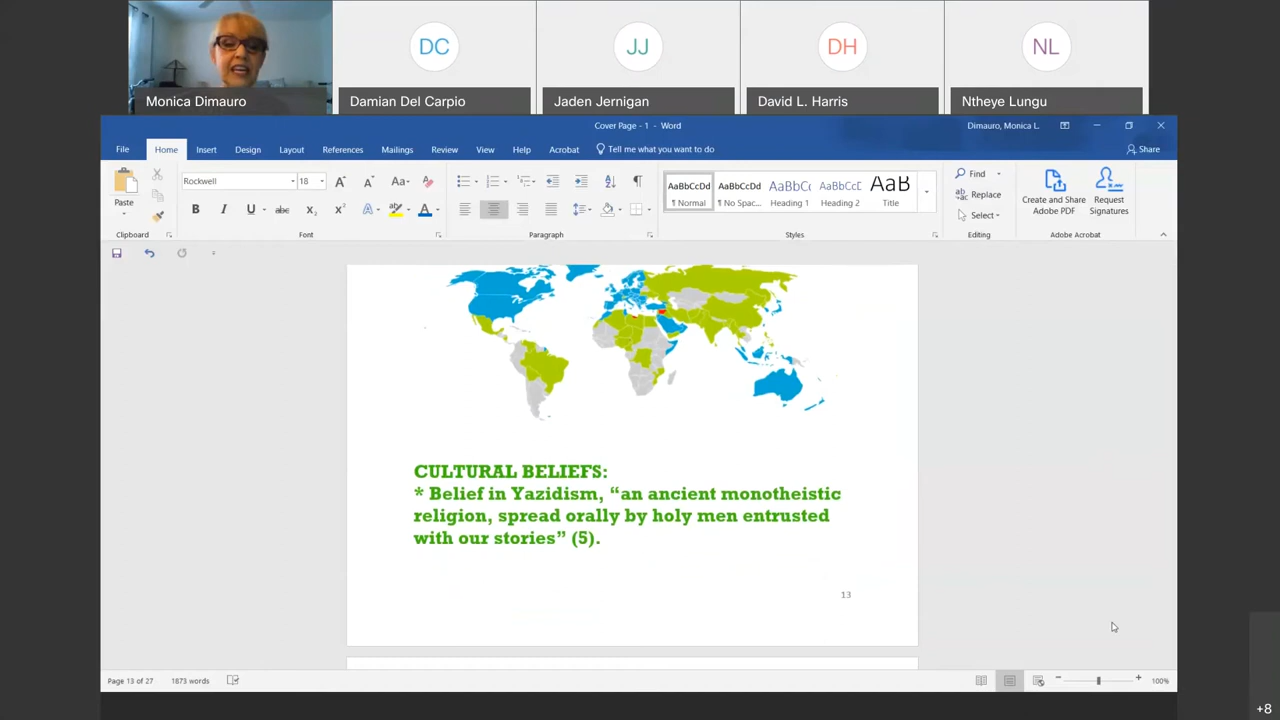 DC
JJ
DH
NL
Monica Dimauro
Damian Del Carpio
Jaden Jernigan
David L. Harris
Ntheye Lungu
Cover Page - 1 - Word
Dimauro, Monica L.
File Home Insert Design Layout References Mailings Review View Help Acrobat Tell me what you want to do
Share
Paste
Clipboard
Rockwell 18
Aa
B I U abc X₂ X²
A
Font
Paragraph
AaBbCcDd AaBbCcDd AaBbCc AaBbCcD AaB
¶ Normal ¶ No Spac... Heading 1 Heading 2 Title
Styles
Find
Replace
Select
Editing
Create and Share
Adobe PDF
Request
Signatures
Adobe Acrobat
CULTURAL BELIEFS:
* Belief in Yazidism, “an ancient monotheistic
religion, spread orally by holy men entrusted
with our stories” (5).
13
Page 13 of 27 1873 words
100%
+8